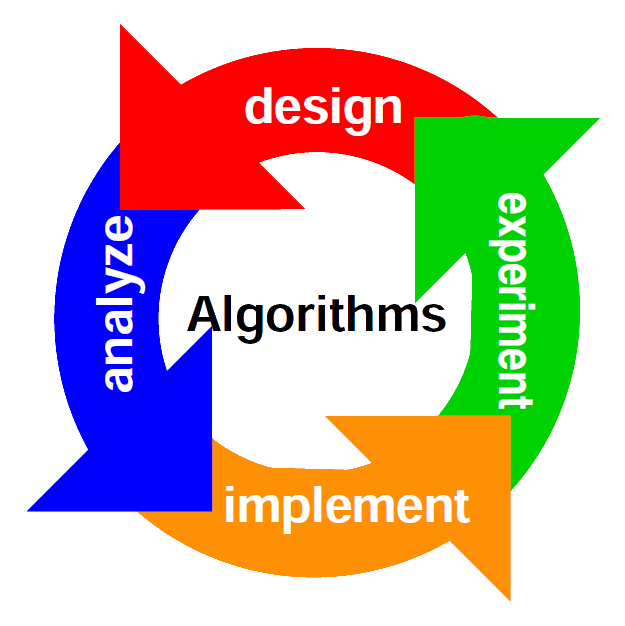 design
experiment
analyze
Algorithms
implement